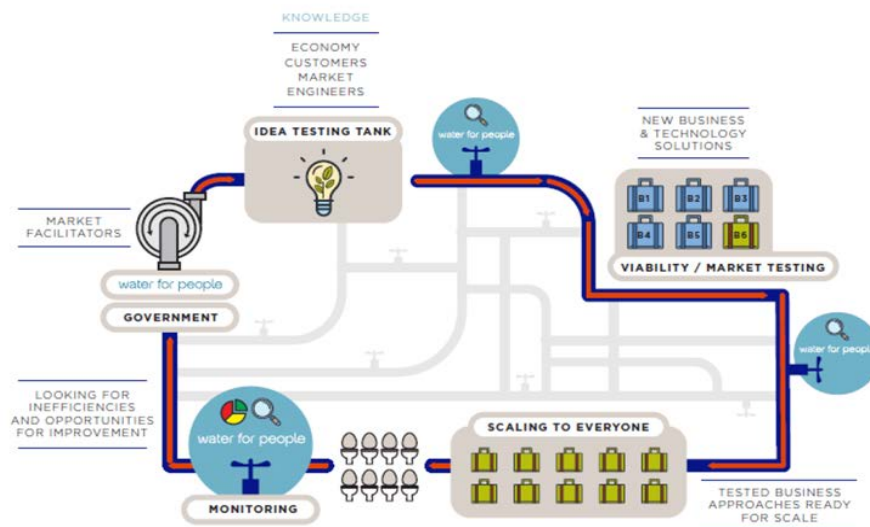 KNOWLEDGE
ECONOMY
CUSTOMERS
MARKET
ENGINEERS
IDEA TESTING TANK
water for people
NEW BUSINESS
& TECHNOLOGY
SOLUTIONS
B1 B2 B3
B4 B5 B6
VIABILITY / MARKET TESTING
MARKET
FACILITATORS
water for people
GOVERNMENT
water for people
LOOKING FOR
INEFFICIENCIES
AND OPPORTUNITIES
FOR IMPROVEMENT
water for people
MONITORING
SCALING TO EVERYONE
TESTED BUSINESS
APPROACHES READY
FOR SCALE